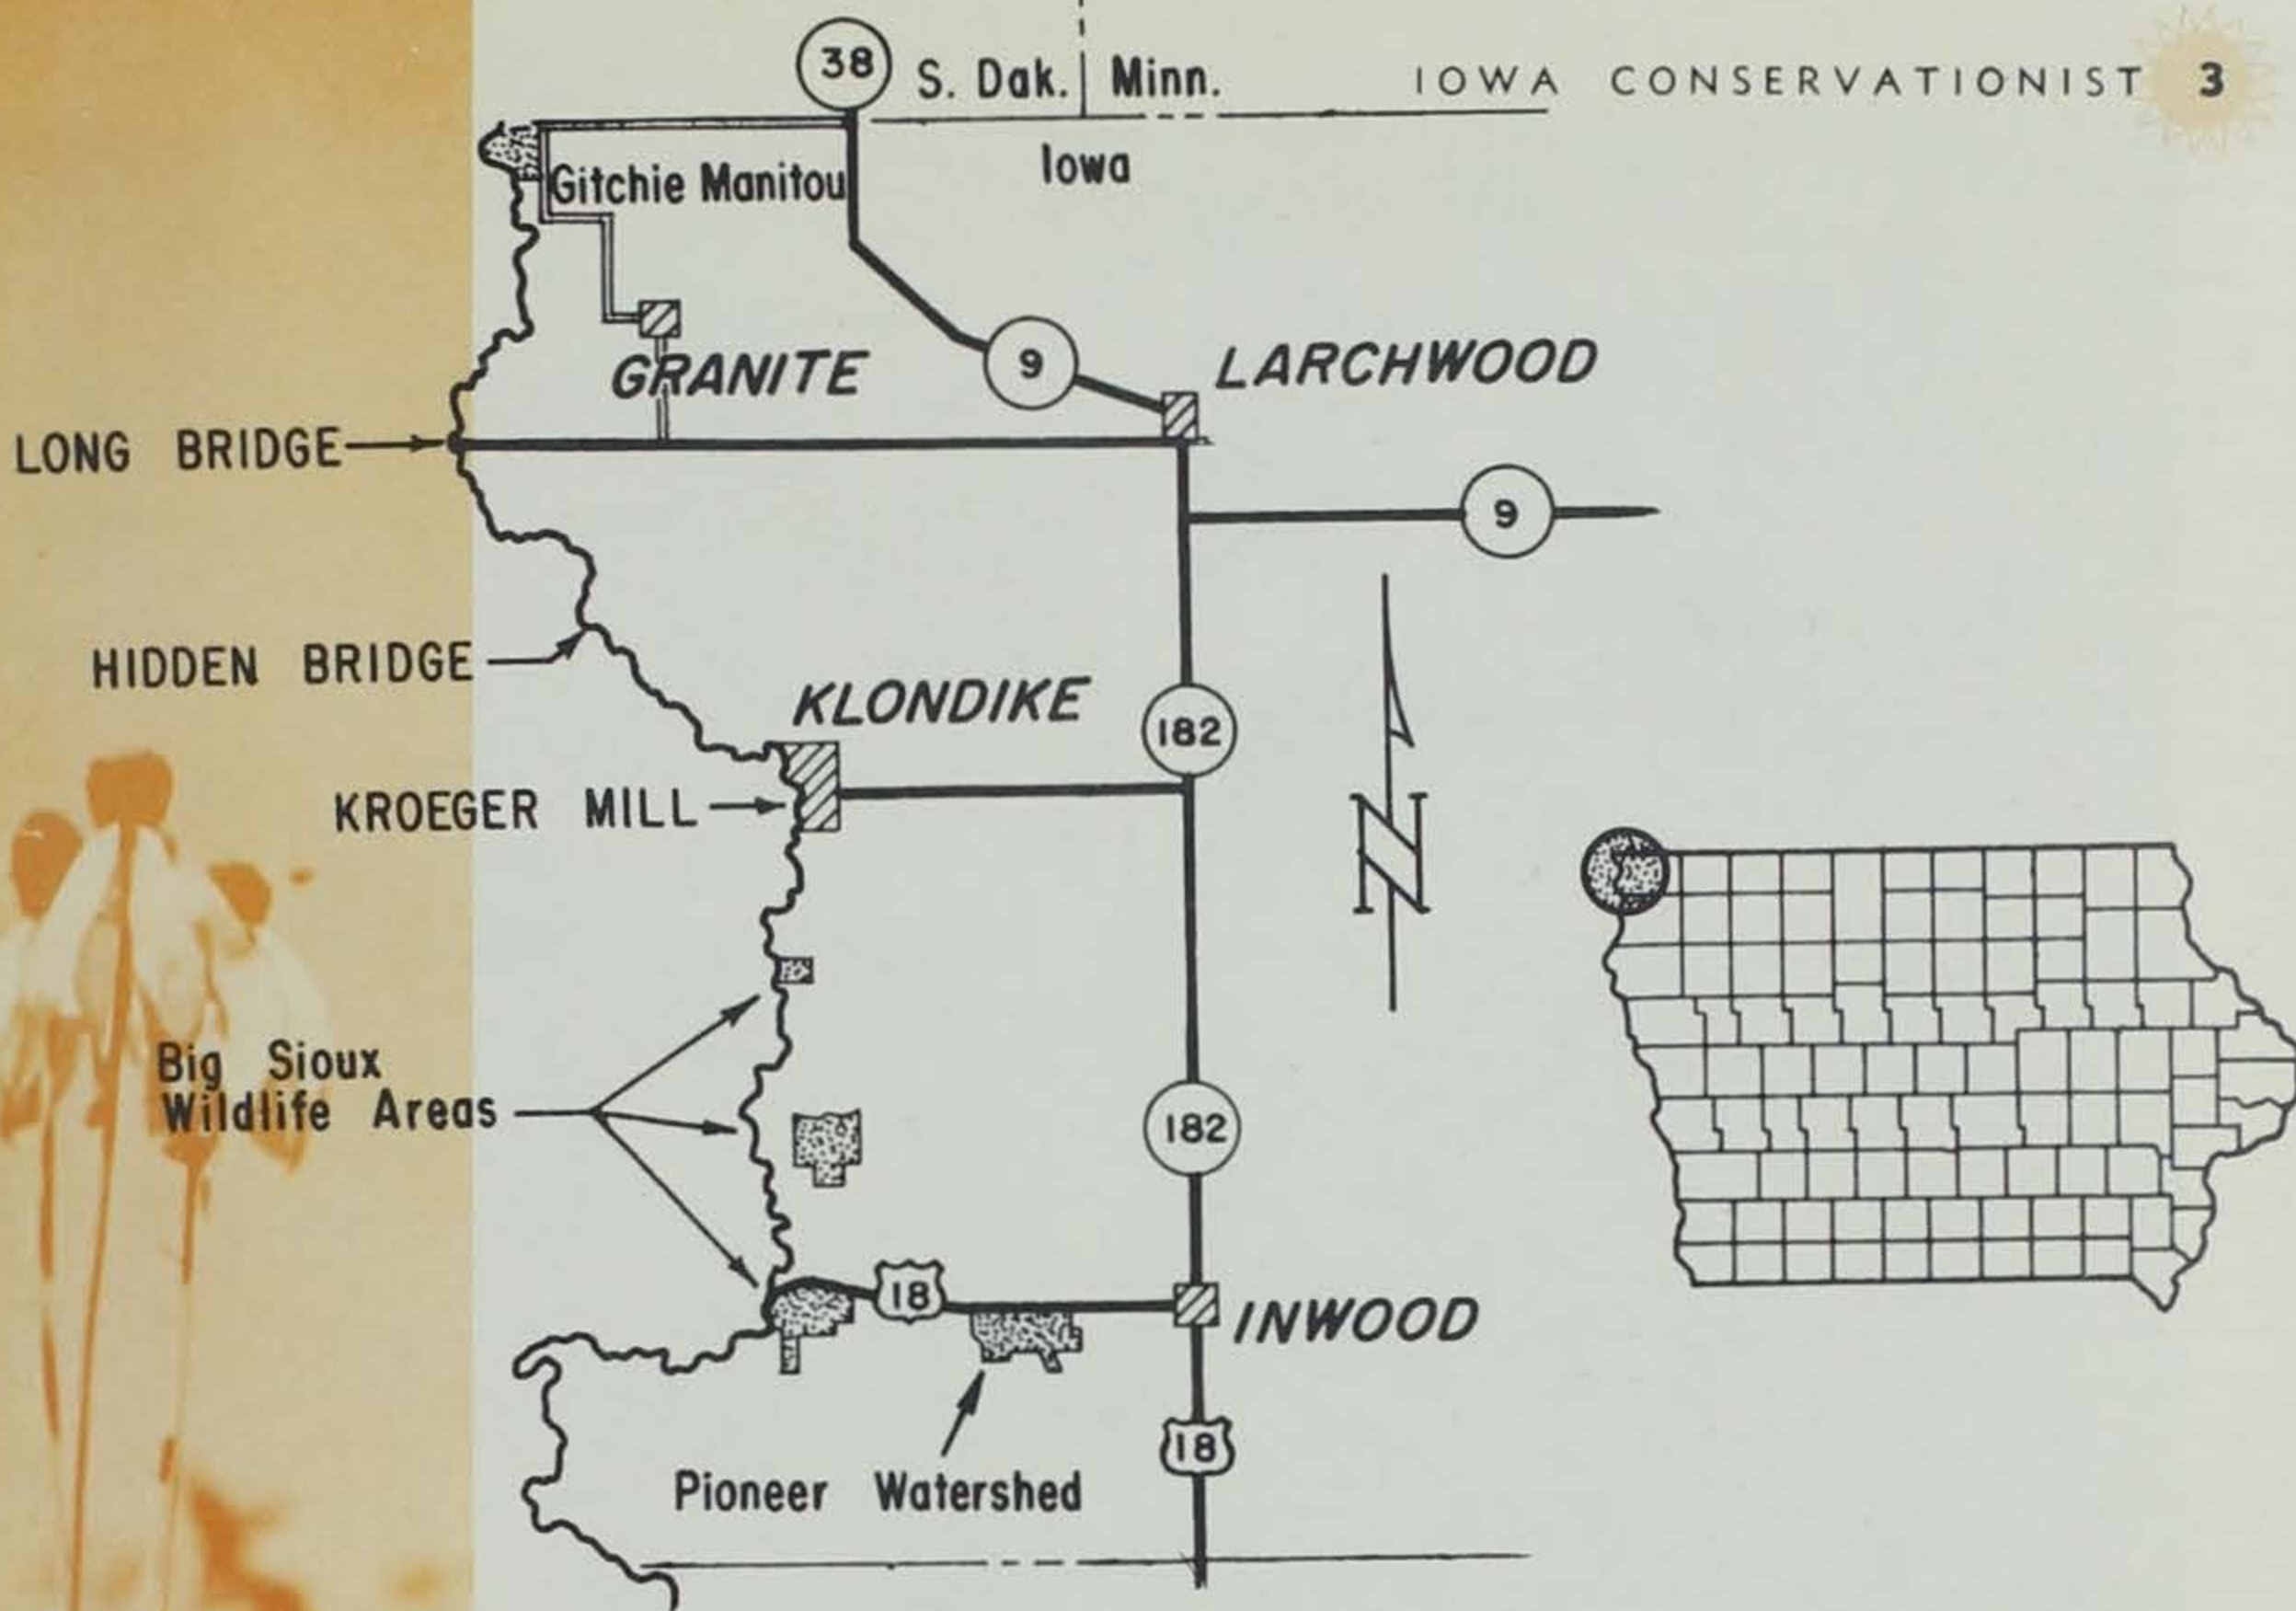 38
S. Dak.
Minn.
IOWA CONSERVATIONIST 3
Gitchie Manitou
Iowa
GRANITE
9
LARCHWOOD
LONG BRIDGE
9
HIDDEN BRIDGE
KLONDIKE
182
KROEGER MILL
N
Big Sioux
Wildlife Areas
182
18
INWOOD
18
Pioneer Watershed